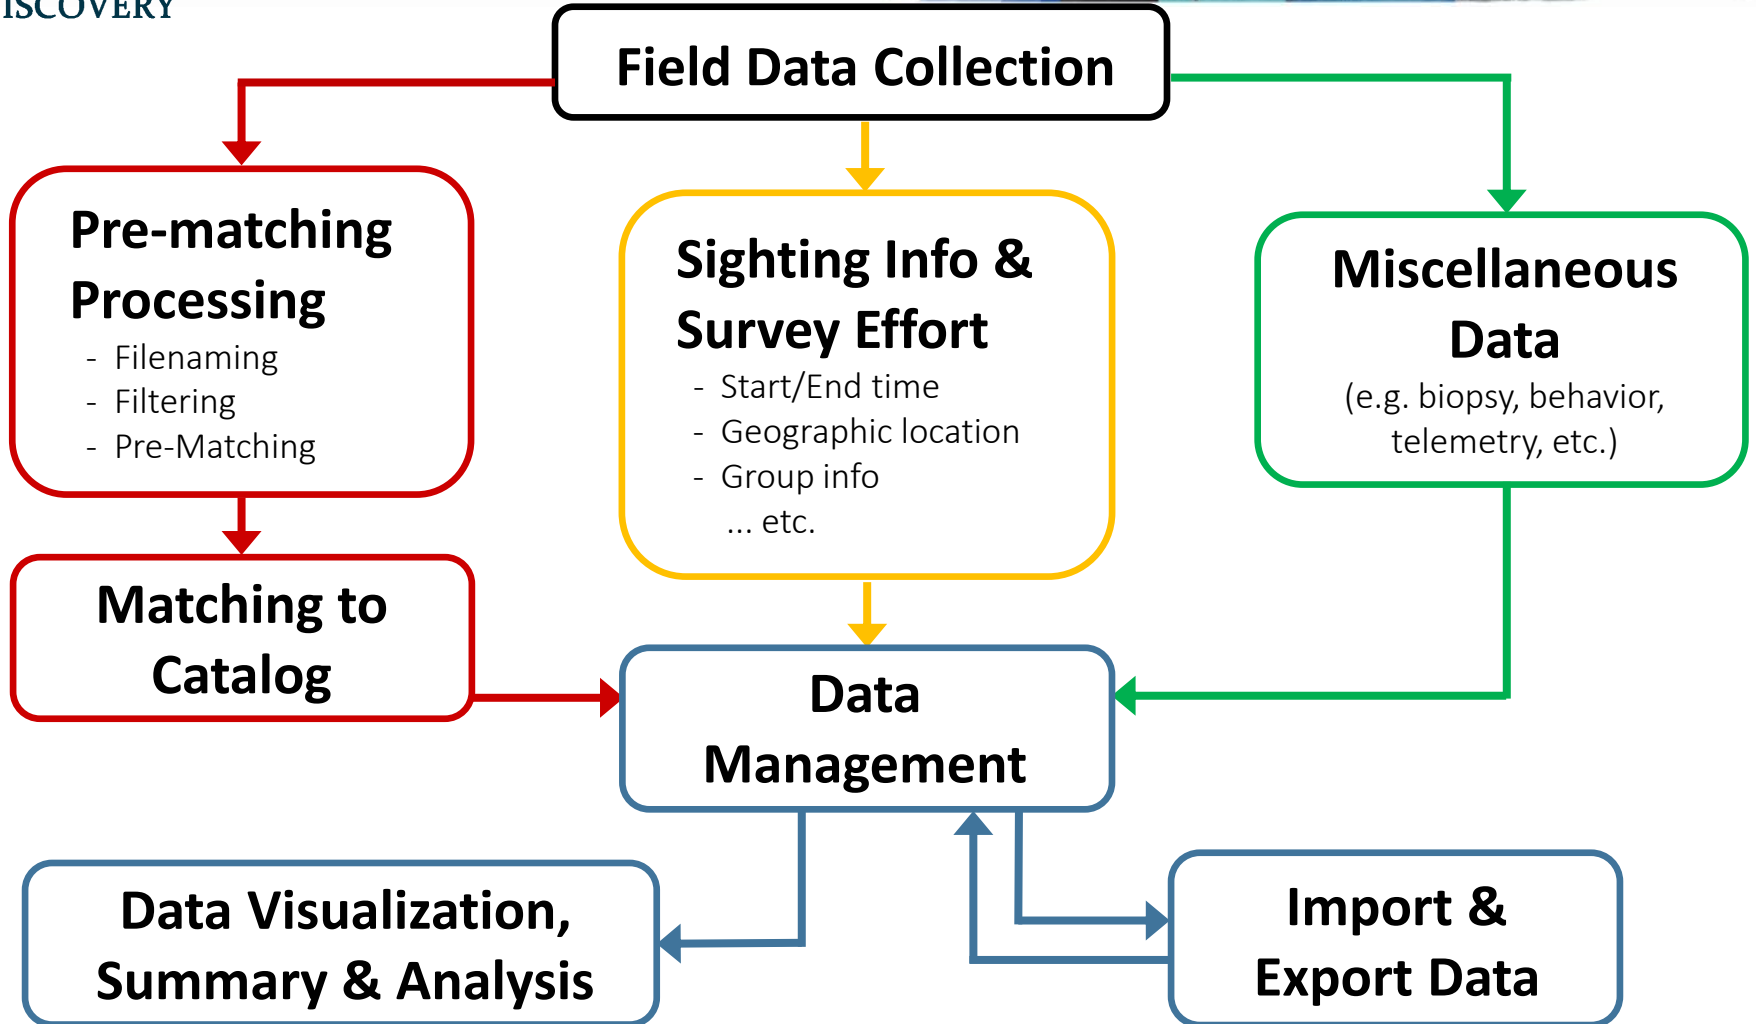 ISCOVERY
Field Data Collection
Pre-matching
Processing
- Filenaming
- Filtering
- Pre-Matching
Matching to
Catalog
Sighting Info &
Survey Effort
- Start/End time
- Geographic location
- Group info
... etc.
Miscellaneous
Data
(e.g. biopsy, behavior,
telemetry, etc.)
Data
Management
Data Visualization,
Summary & Analysis
Import &
Export Data